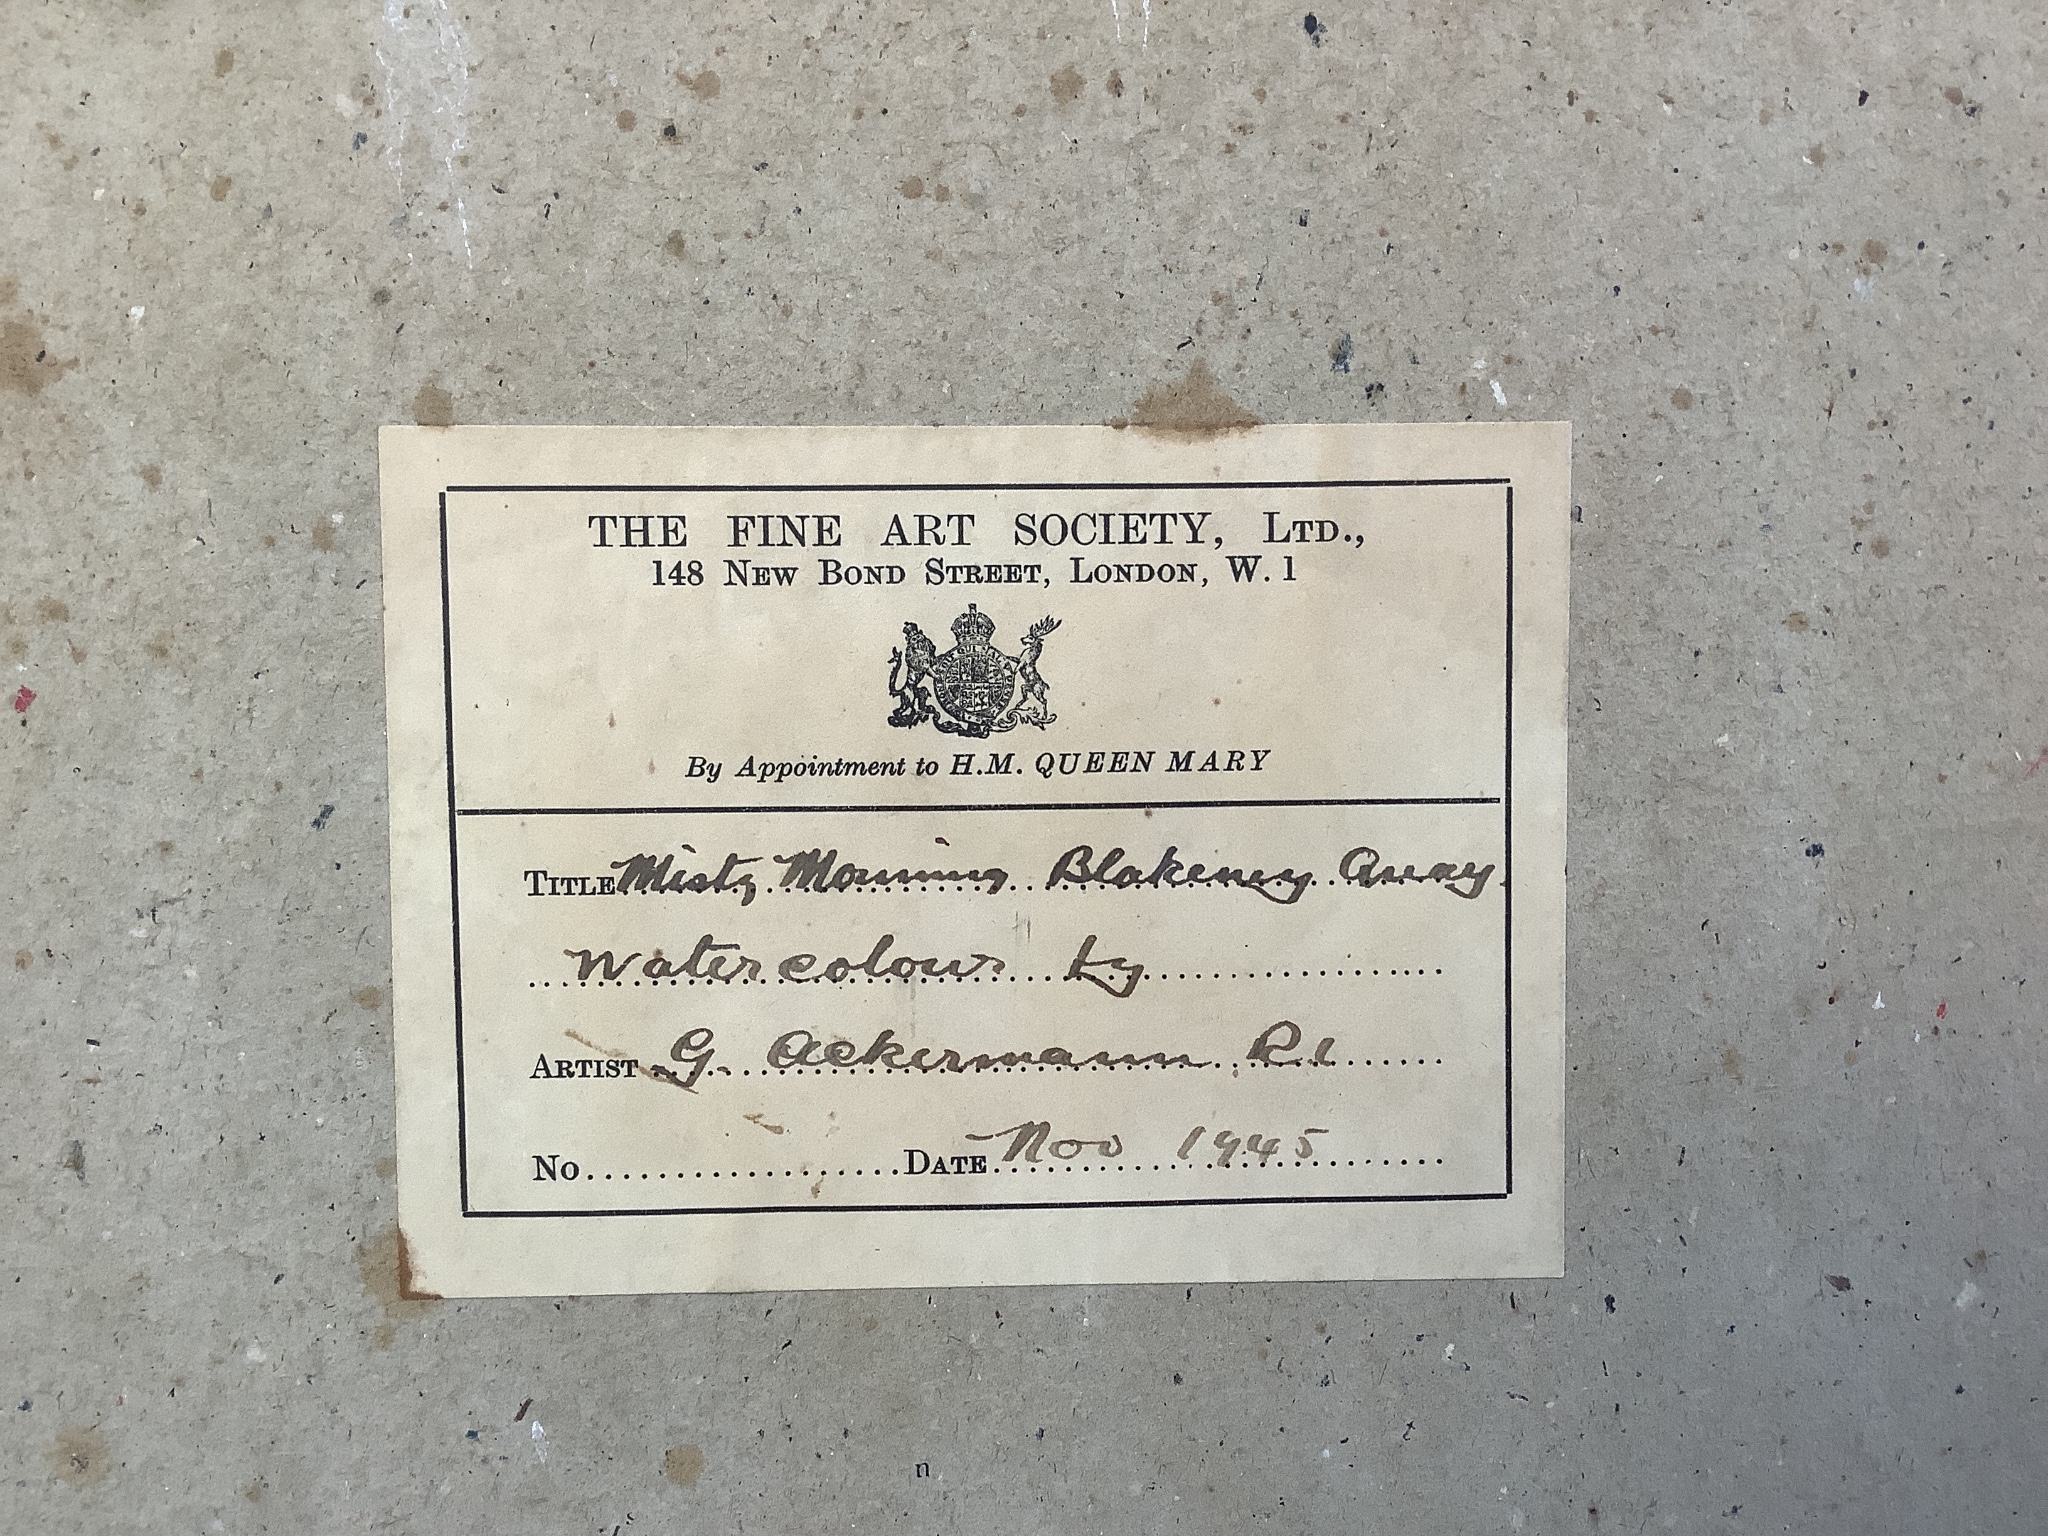 THE FINE ART SOCIETY, LTD.,
148 NEW BOND STREET, LONDON, W. 1
By Appointment to H.M. QUEEN MARY
TITLE Misty Morning Blakeney Quay
Watercolour by
ARTIST G. Ackermann R.I
No. DATE Nov 1945